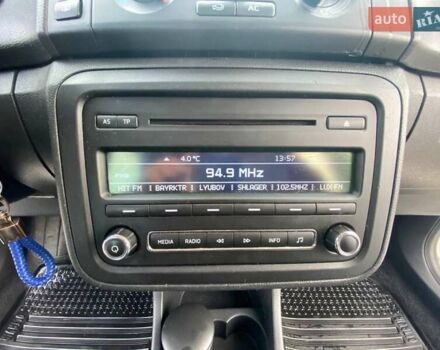 auto RIA
AC
AS TP
4.0 °C 13:57
94.9 MHz
HIT FM | BAYRKTR | LYUBOV | SHLAGER | 102.5MHZ | LUX FM
MEDIA RADIO INFO